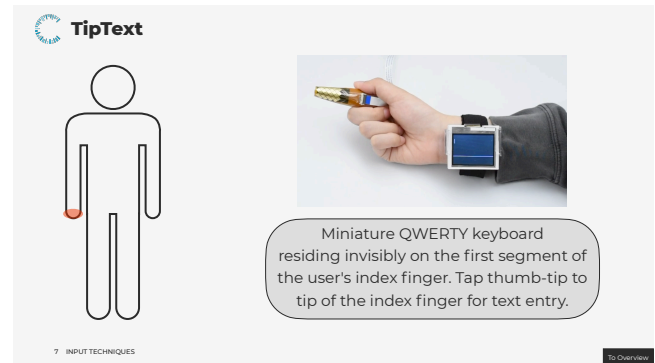 TipText
Miniature QWERTY keyboard
residing invisibly on the first segment of
the user's index finger. Tap thumb-tip to
tip of the index finger for text entry.
7 INPUT TECHNIQUES
To Overview